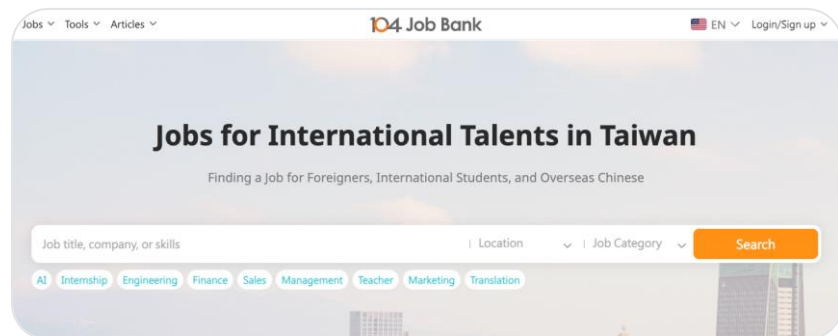 Jobs Tools Articles 104 Job Bank EN Login/Sign up
Jobs for International Talents in Taiwan
Finding a Job for Foreigners, International Students, and Overseas Chinese
Job title, company, or skills Location Job Category Search
AI Internship Engineering Finance Sales Management Teacher Marketing Translation